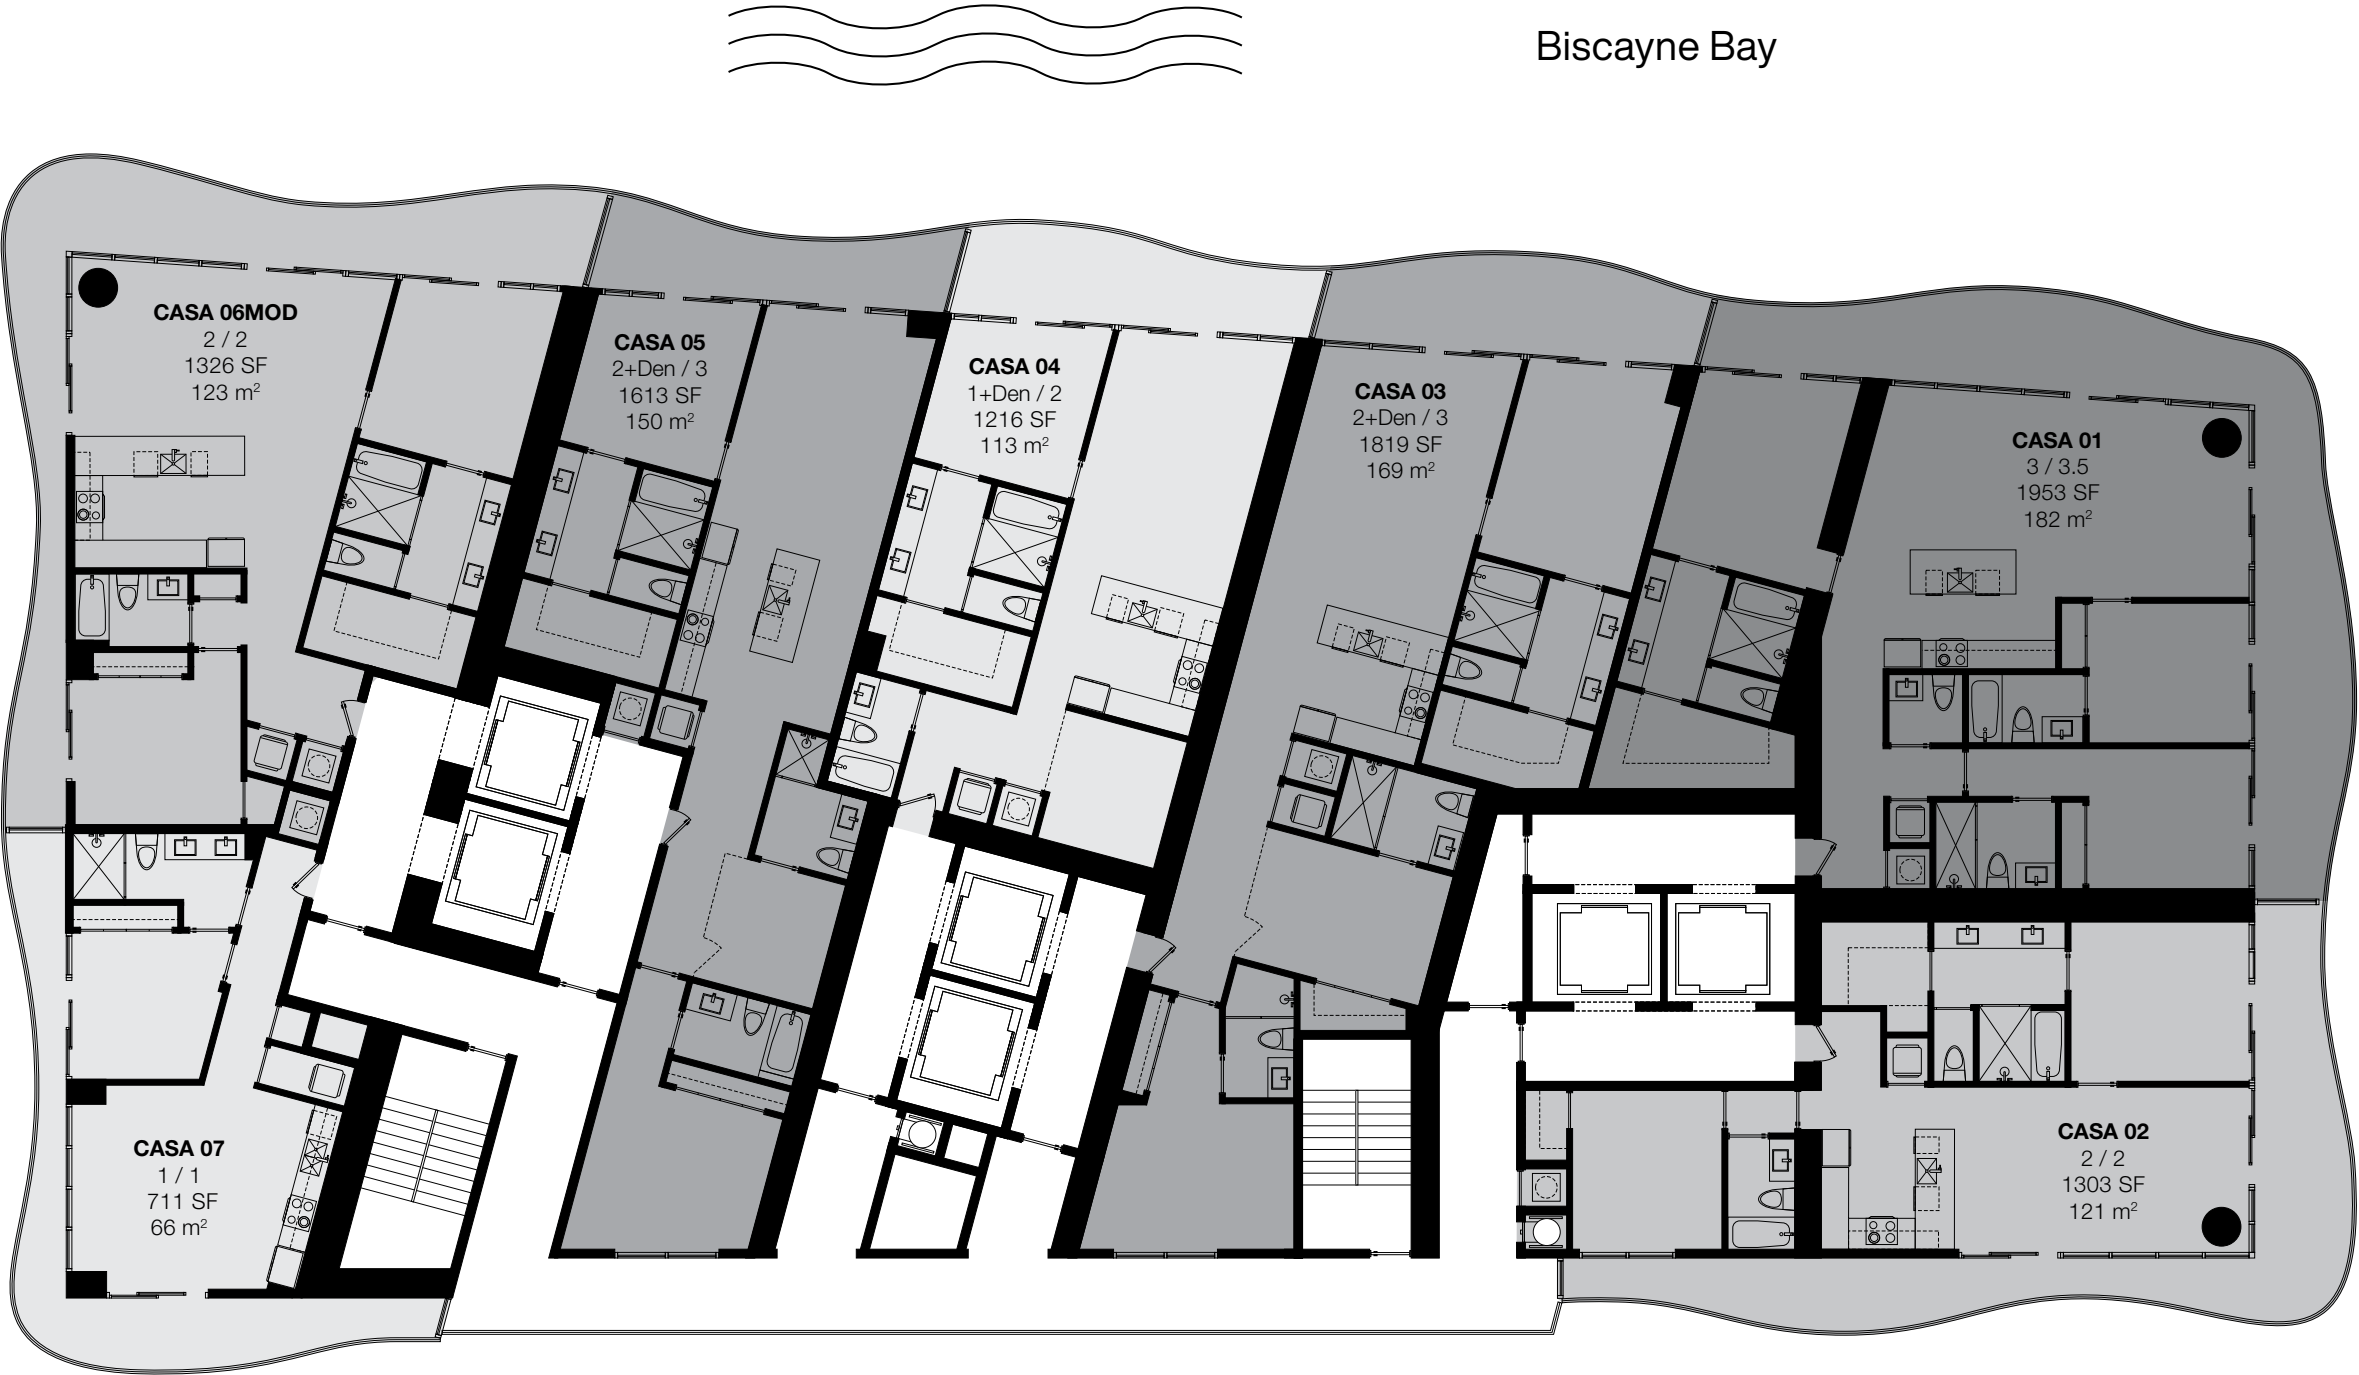 Biscayne Bay
CASA 06MOD
2 / 2
1326 SF
123 m²
CASA 05
2+Den / 3
1613 SF
150 m²
CASA 04
1+Den / 2
1216 SF
113 m²
CASA 03
2+Den / 3
1819 SF
169 m²
CASA 01
3 / 3.5
1953 SF
182 m²
CASA 07
1 / 1
711 SF
66 m²
CASA 02
2 / 2
1303 SF
121 m²